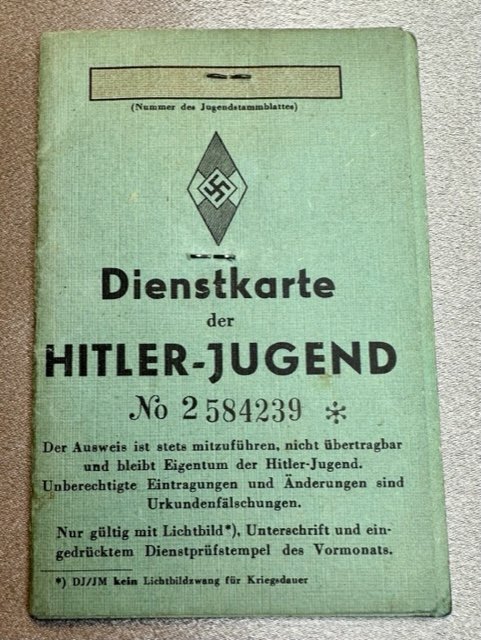 (Nummer des Jugendstammblattes)
Dienstkarte
der
HITLER-JUGEND
No 2584239 *
Der Ausweis ist stets mitzuführen, nicht übertragbar
und bleibt Eigentum der Hitler-Jugend.
Unberechtigte Eintragungen und Änderungen sind
Urkundenfälschungen.
Nur gültig mit Lichtbild*), Unterschrift und ein-
gedrücktem Dienstprüfstempel des Vormonats.
*) DJ/JM kein Lichtbildzwang für Kriegsdauer